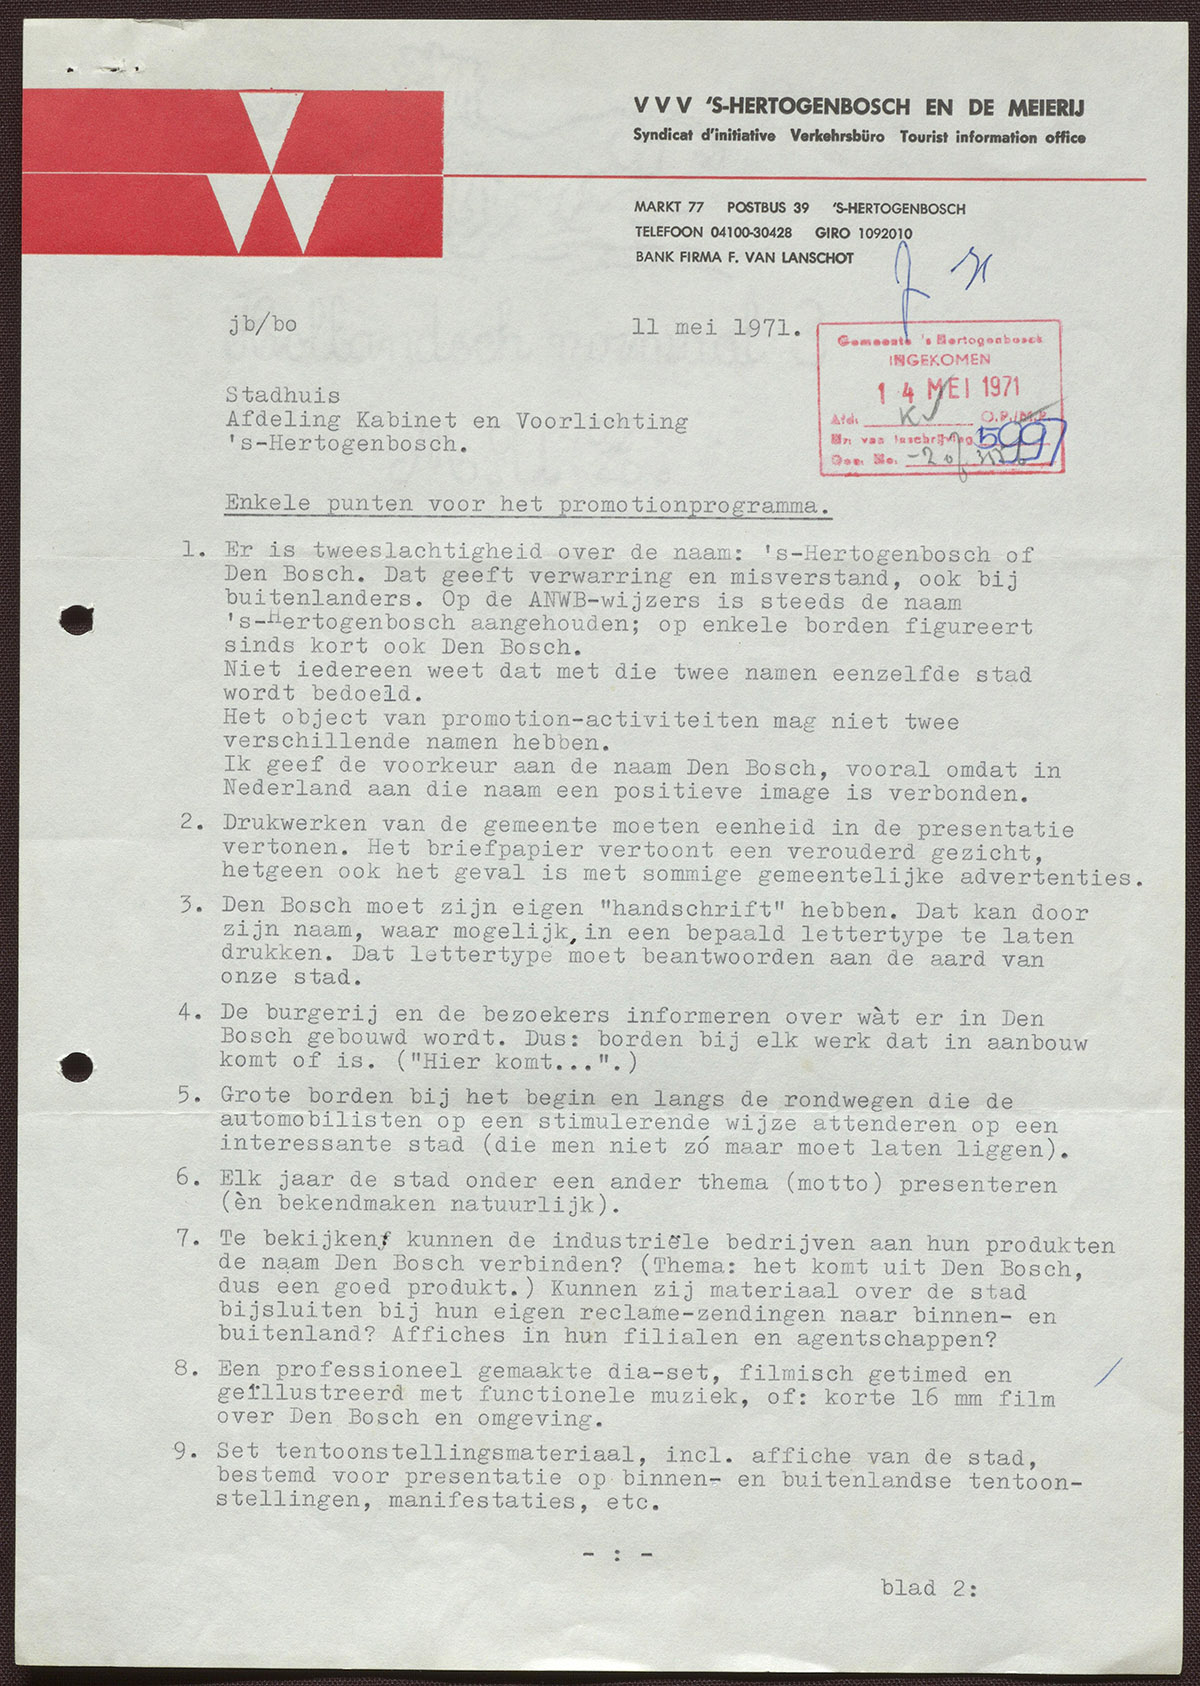 VVV 'S-HERTOGENBOSCH EN DE MEIERIJ
Syndicat d'initiative Verkehrsbüro Tourist information office
MARKT 77 POSTBUS 39 'S-HERTOGENBOSCH
TELEFOON 04100-30428 GIRO 1092010
BANK FIRMA F. VAN LANSCHOT
jb/bo
11 mei 1971.
Gemeente 's Hertogenbosch
INGEKOMEN
14 MEI 1971
Afd. K O.P./M.P.
Nr. van Inschrijving 5997
Dos. No.
Stadhuis
Afdeling Kabinet en Voorlichting
's-Hertogenbosch.
Enkele punten voor het promotionprogramma.
1. Er is tweeslachtigheid over de naam: 's-Hertogenbosch of
Den Bosch. Dat geeft verwarring en misverstand, ook bij
buitenlanders. Op de ANWB-wijzers is steeds de naam
's-Hertogenbosch aangehouden; op enkele borden figureert
sinds kort ook Den Bosch.
Niet iedereen weet dat met die twee namen eenzelfde stad
wordt bedoeld.
Het object van promotion-activiteiten mag niet twee
verschillende namen hebben.
Ik geef de voorkeur aan de naam Den Bosch, vooral omdat in
Nederland aan die naam een positieve image is verbonden.
2. Drukwerken van de gemeente moeten eenheid in de presentatie
vertonen. Het briefpapier vertoont een verouderd gezicht,
hetgeen ook het geval is met sommige gemeentelijke advertenties.
3. Den Bosch moet zijn eigen "handschrift" hebben. Dat kan door
zijn naam, waar mogelijk, in een bepaald lettertype te laten
drukken. Dat lettertype moet beantwoorden aan de aard van
onze stad.
4. De burgerij en de bezoekers informeren over wàt er in Den
Bosch gebouwd wordt. Dus: borden bij elk werk dat in aanbouw
komt of is. ("Hier komt...".)
5. Grote borden bij het begin en langs de rondwegen die de
automobilisten op een stimulerende wijze attenderen op een
interessante stad (die men niet zó maar moet laten liggen).
6. Elk jaar de stad onder een ander thema (motto) presenteren
(èn bekendmaken natuurlijk).
7. Te bekijken: kunnen de industriële bedrijven aan hun produkten
de naam Den Bosch verbinden? (Thema: het komt uit Den Bosch,
dus een goed produkt.) Kunnen zij materiaal over de stad
bijsluiten bij hun eigen reclame-zendingen naar binnen- en
buitenland? Affiches in hun filialen en agentschappen?
8. Een professioneel gemaakte dia-set, filmisch getimed en
geïllustreerd met functionele muziek, of: korte 16 mm film
over Den Bosch en omgeving.
9. Set tentoonstellingsmateriaal, incl. affiche van de stad,
bestemd voor presentatie op binnen- en buitenlandse tentoon-
stellingen, manifestaties, etc.
- : -
blad 2: